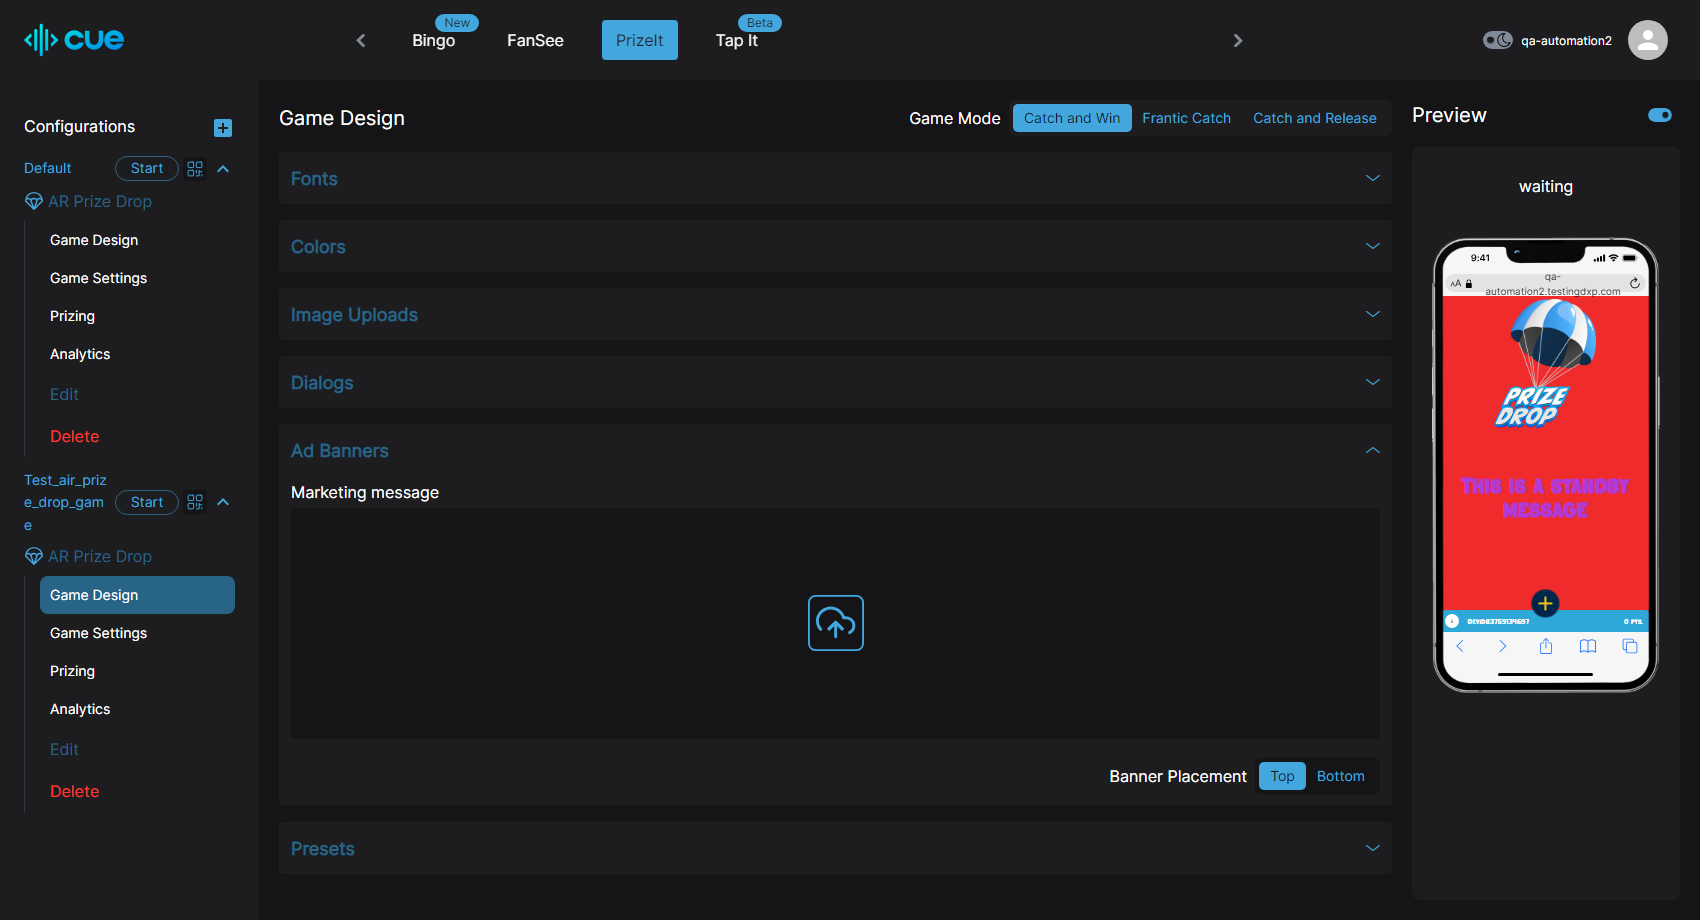 cue
New
Beta
Bingo
FanSee
PrizeIt
Tap It
qa-automation2
Configurations
Default
Start
AR Prize Drop
Game Design
Game Settings
Prizing
Analytics
Edit
Delete
Test_air_priz
e_drop_gam
e
Start
AR Prize Drop
Game Design
Game Settings
Prizing
Analytics
Edit
Delete
Game Design
Game Mode
Catch and Win
Frantic Catch
Catch and Release
Fonts
Colors
Image Uploads
Dialogs
Ad Banners
Marketing message
Banner Placement
Top
Bottom
Presets
Preview
waiting
9:41
AA
qa-
automation2.testingdxp.com
PRIZE
DROP
THIS IS A STANDBY
MESSAGE
0 PTS.